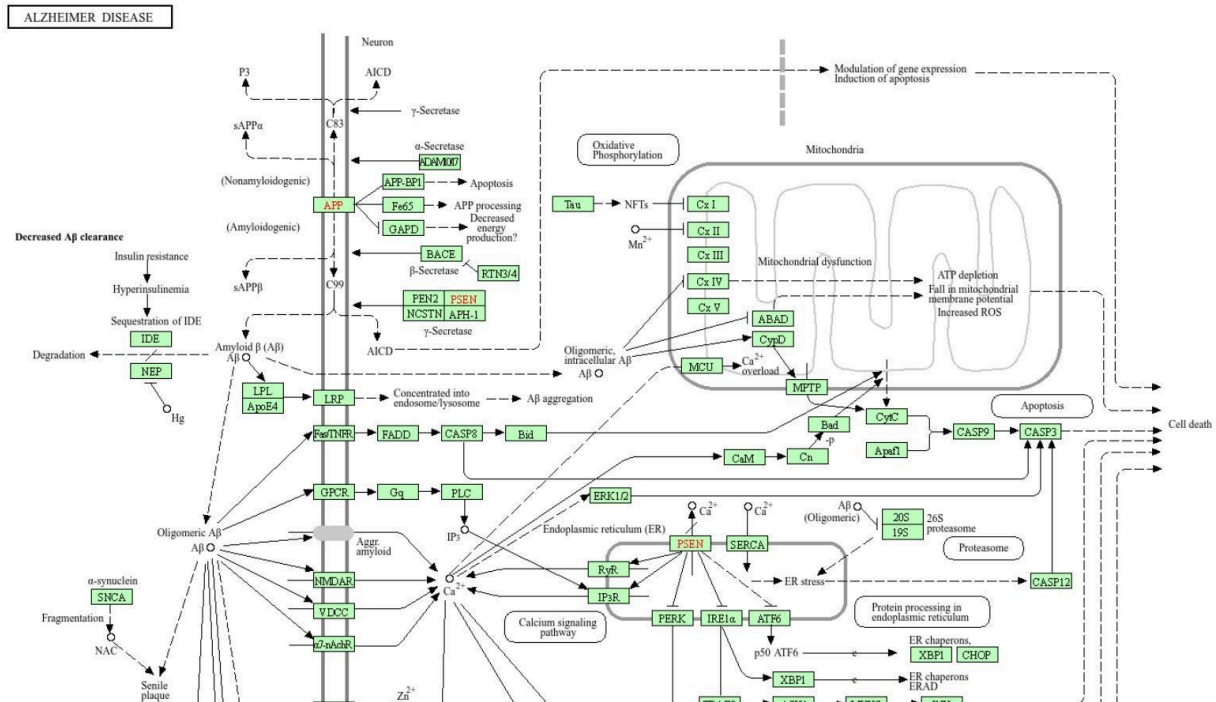 ALZHEIMER DISEASE
Neuron
P3
AICD
Modulation of gene expression
Induction of apoptosis
C83
γ-Secretase
sAPPα
α-Secretase
ADAM10/17
Oxidative
Phosphorylation
Mitochondria
(Nonamyloidogenic)
APP-BP1
Apoptosis
APP
Fe65
APP processing
Tau
NFTs
Cx I
(Amyloidogenic)
GAPD
Decreased
energy
production?
Mn2+
Cx II
Decreased Aβ clearance
BACE
Cx III
Insulin resistance
β-Secretase
RTN3/4
Mitochondrial dysfunction
Hyperinsulinemia
sAPPβ
C99
Cx IV
ATP depletion
Fall in mitochondrial
membrane potential
Increased ROS
PEN2
PSEN
NCSTN
APH-1
γ-Secretase
Cx V
Sequestration of IDE
IDE
ABAD
Degradation
Amyloid β (Aβ)
Aβ
AICD
Oligomeric,
intracellular Aβ
Aβ
CypD
NEP
MCU
Ca2+
overload
MPTP
LPL
ApoE4
LRP
Concentrated into
endosome/lysosome
Aβ aggregation
Hg
CytC
Apoptosis
Fas/TNFR
FADD
CASP8
Bid
Bad
-p
CASP9
CASP3
Cell death
CaM
Cn
Apaf1
GPCR
Gq
PLC
ERK1/2
Ca2+
Ca2+
Aβ
(Oligomeric)
20S
19S
26S
proteasome
Oligomeric Aβ
Aβ
Aggr.
amyloid
IP3
Endoplasmic reticulum (ER)
PSEN
SERCA
Proteasome
α-synuclein
SNCA
NMDAR
Ca2+
RyR
ER stress
CASP12
Fragmentation
VDCC
IP3R
Calcium signaling
pathway
PERK
IRE1α
ATF6
Protein processing in
endoplasmic reticulum
NAC
α7-nAchR
p50 ATF6
e
ER chaperons,
XBP1
CHOP
Senile
plaque
Zn2+
XBP1
e
ER chaperons
ERAD